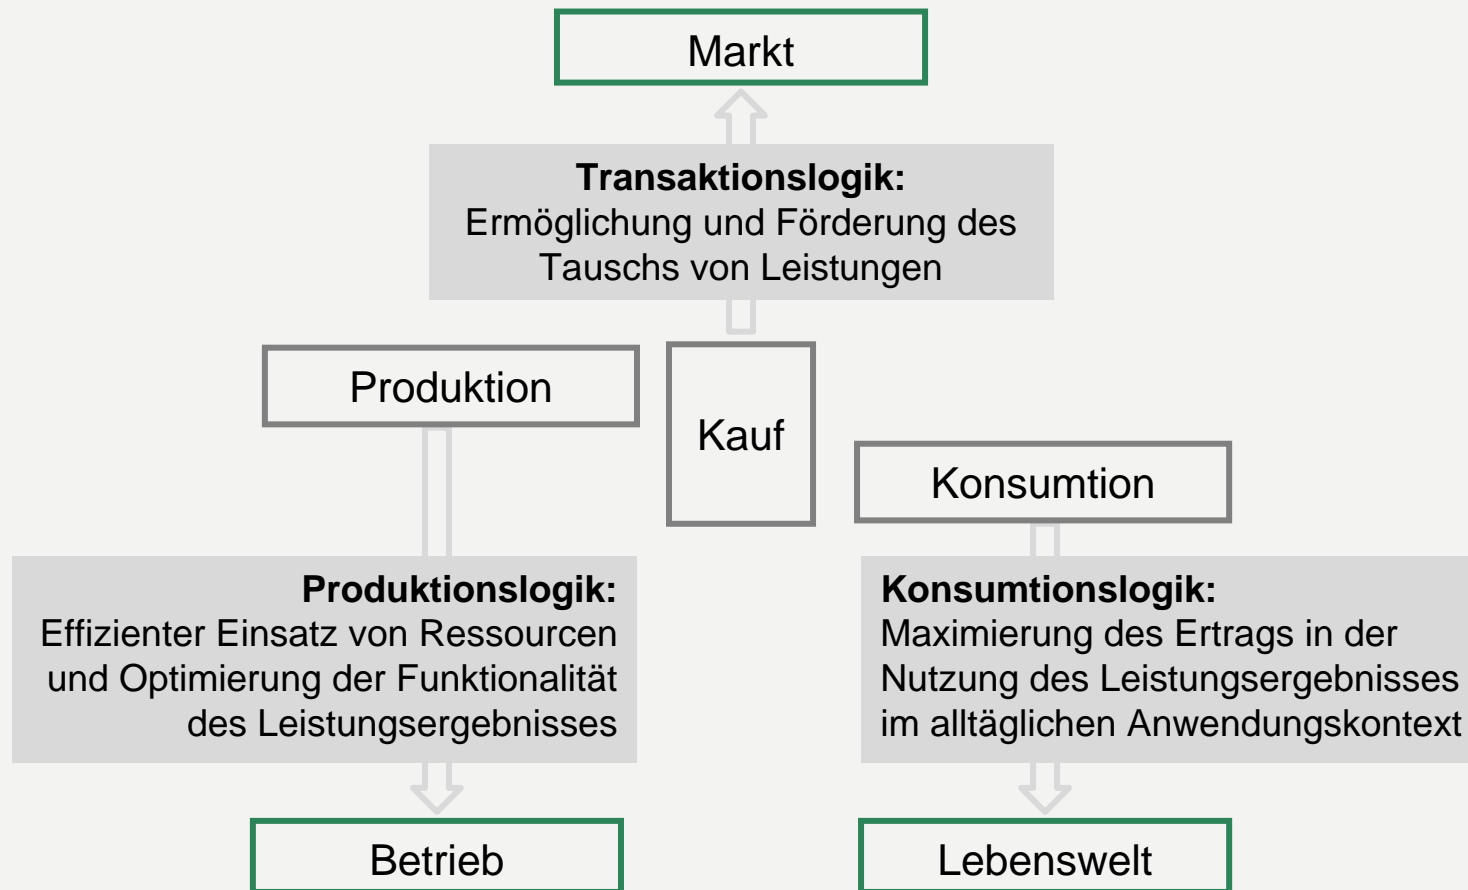 Markt
Transaktionslogik:
Ermöglichung und Förderung des
Tauschs von Leistungen
Produktion
Kauf
Konsumtion
Produktionslogik:
Effizienter Einsatz von Ressourcen
und Optimierung der Funktionalität
des Leistungsergebnisses
Konsumtionslogik:
Maximierung des Ertrags in der
Nutzung des Leistungsergebnisses
im alltäglichen Anwendungskontext
Betrieb
Lebenswelt